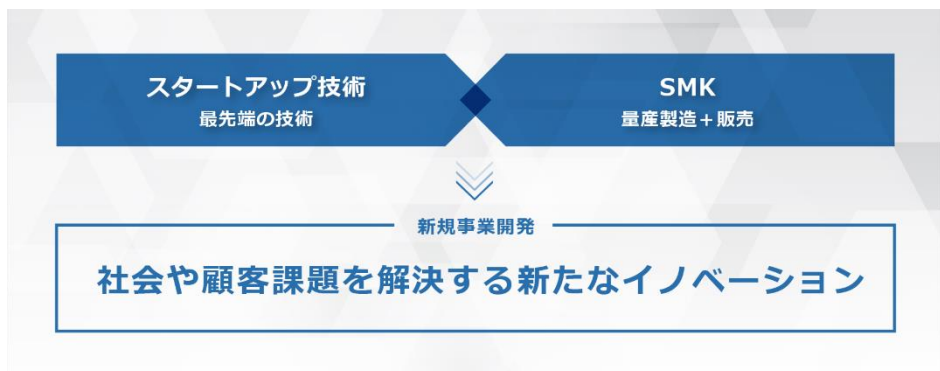 スタートアップ技術
最先端の技術
SMK
量産製造+販売
新規事業開発
社会や顧客課題を解決する新たなイノベーション